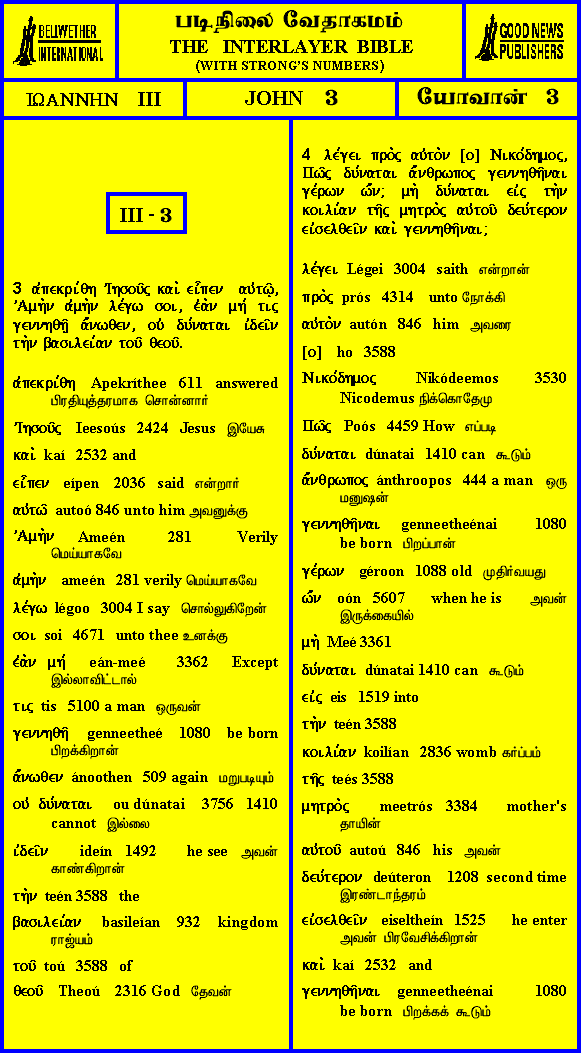 BELLWETHER
INTERNATIONAL
படிநிலை வேதாகமம்
THE INTERLAYER BIBLE
(WITH STRONG'S NUMBERS)
GOOD NEWS
PUBLISHERS
ΙΩΑΝΝΗΝ III
JOHN 3
யோவான் 3
III - 3
3 ἀπεκρίθη Ἰησοῦς καὶ εἶπεν αὐτῷ,
Ἀμὴν ἀμὴν λέγω σοι, ἐὰν μή τις
γεννηθῇ ἄνωθεν, οὐ δύναται ἰδεῖν
τὴν βασιλείαν τοῦ θεοῦ.
ἀπεκρίθη Apekríthee 611 answered
பிரதியுத்தரமாக சொன்னார்
Ἰησοῦς Ieesoús 2424 Jesus இயேசு
καὶ kaí 2532 and
εἶπεν eípen 2036 said என்றார்
αὐτῷ autoó 846 unto him அவனுக்கு
Ἀμὴν Ameén 281 Verily
மெய்யாகவே
ἀμὴν ameén 281 verily மெய்யாகவே
λέγω légoo 3004 I say சொல்லுகிறேன்
σοι soi 4671 unto thee உனக்கு
ἐὰν μή eán-meé 3362 Except
இல்லாவிட்டால்
τις tis 5100 a man ஒருவன்
γεννηθῇ genneetheé 1080 be born
பிறக்கிறான்
ἄνωθεν ánoothen 509 again மறுபடியும்
οὐ δύναται ou dúnatai 3756 1410
cannot இல்லை
ἰδεῖν ideín 1492 he see அவன்
காண்கிறான்
τὴν teén 3588 the
βασιλείαν basileían 932 kingdom
ராஜ்யம்
τοῦ toú 3588 of
θεοῦ Theoú 2316 God தேவன்
4 λέγει πρὸς αὐτὸν [ο] Νικόδημος,
Πῶς δύναται ἄνθρωπος γεννηθῆναι
γέρων ὤν; μὴ δύναται εἰς τὴν
κοιλίαν τῆς μητρὸς αὐτοῦ δεύτερον
εἰσελθεῖν καὶ γεννηθῆναι;
λέγει Légei 3004 saith என்றான்
πρὸς prós 4314 unto நோக்கி
αὐτὸν autón 846 him அவரை
[ο] ho 3588
Νικόδημος Nikódeemos 3530
Nicodemus நிக்கொதேமு
Πῶς Poós 4459 How எப்படி
δύναται dúnatai 1410 can கூடும்
ἄνθρωπος ánthroopos 444 a man ஒரு
மனுஷன்
γεννηθῆναι genneetheénai 1080
be born பிறப்பான்
γέρων géroon 1088 old முதிர்வயது
ὤν oón 5607 when he is அவன்
இருக்கையில்
μὴ Meé 3361
δύναται dúnatai 1410 can கூடும்
εἰς eis 1519 into
τὴν teén 3588
κοιλίαν koilían 2836 womb கர்ப்பம்
τῆς teés 3588
μητρὸς meetrós 3384 mother's
தாயின்
αὐτοῦ autoú 846 his அவன்
δεύτερον deúteron 1208 second time
இரண்டாந்தரம்
εἰσελθεῖν eiseltheín 1525 he enter
அவன் பிரவேசிக்கிறான்
καὶ kaí 2532 and
γεννηθῆναι genneetheénai 1080
be born பிறக்கக் கூடும்